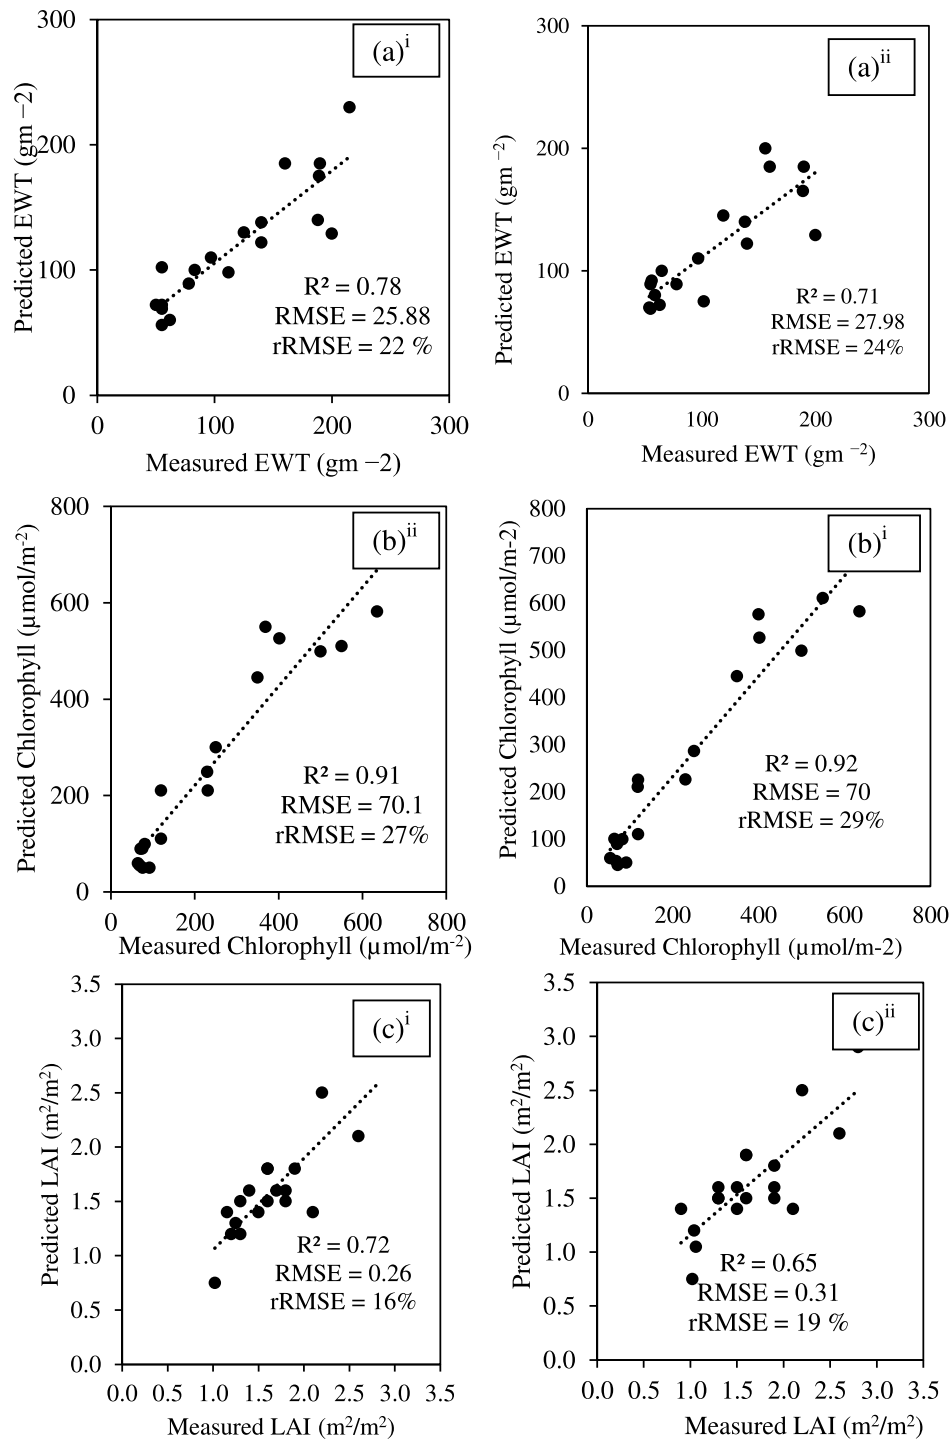 300
200
100
0
0
100
200
300
Predicted EWT (gm −2)
Measured EWT (gm −2)
(a)i
R² = 0.78
RMSE = 25.88
rRMSE = 22 %
300
200
100
0
0
100
200
300
Predicted EWT (gm −2)
Measured EWT (gm −2)
(a)ii
R² = 0.71
RMSE = 27.98
rRMSE = 24%
800
600
400
200
0
0
200
400
600
800
Predicted Chlorophyll (µmol/m-2)
Measured Chlorophyll (µmol/m-2)
(b)ii
R² = 0.91
RMSE = 70.1
rRMSE = 27%
800
700
600
500
400
300
200
100
0
0
200
400
600
800
Predicted Chlorophyll (µmol/m-2)
Measured Chlorophyll (µmol/m-2)
(b)i
R² = 0.92
RMSE = 70
rRMSE = 29%
3.5
3.0
2.5
2.0
1.5
1.0
0.5
0.0
0.0
0.5
1.0
1.5
2.0
2.5
3.0
3.5
Predicted LAI (m²/m²)
Measured LAI (m²/m²)
(c)i
R² = 0.72
RMSE = 0.26
rRMSE = 16%
3.5
3.0
2.5
2.0
1.5
1.0
0.5
0.0
0.0
0.5
1.0
1.5
2.0
2.5
3.0
3.5
Predicted LAI (m²/m²)
Measured LAI (m²/m²)
(c)ii
R² = 0.65
RMSE = 0.31
rRMSE = 19 %